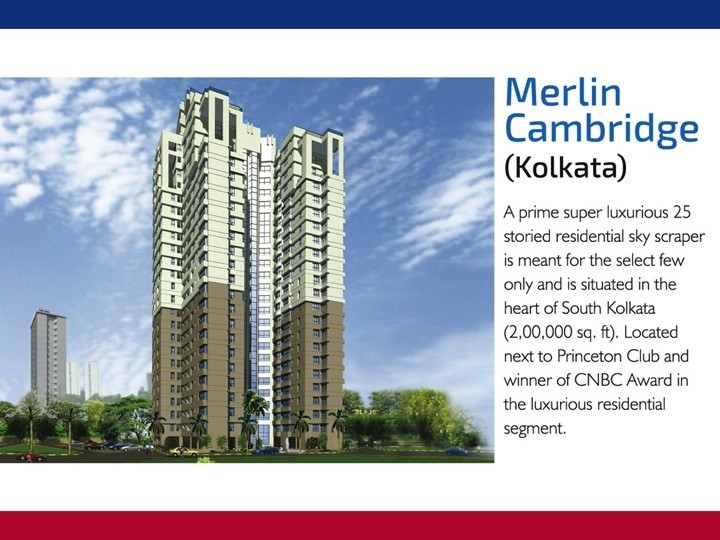 Merlin
Cambridge
(Kolkata)
A prime super luxurious 25
storied residential sky scraper
is meant for the select few
only and is situated in the
heart of South Kolkata
(2,00,000 sq. ft). Located
next to Princeton Club and
winner of CNBC Award in
the luxurious residential
segment.